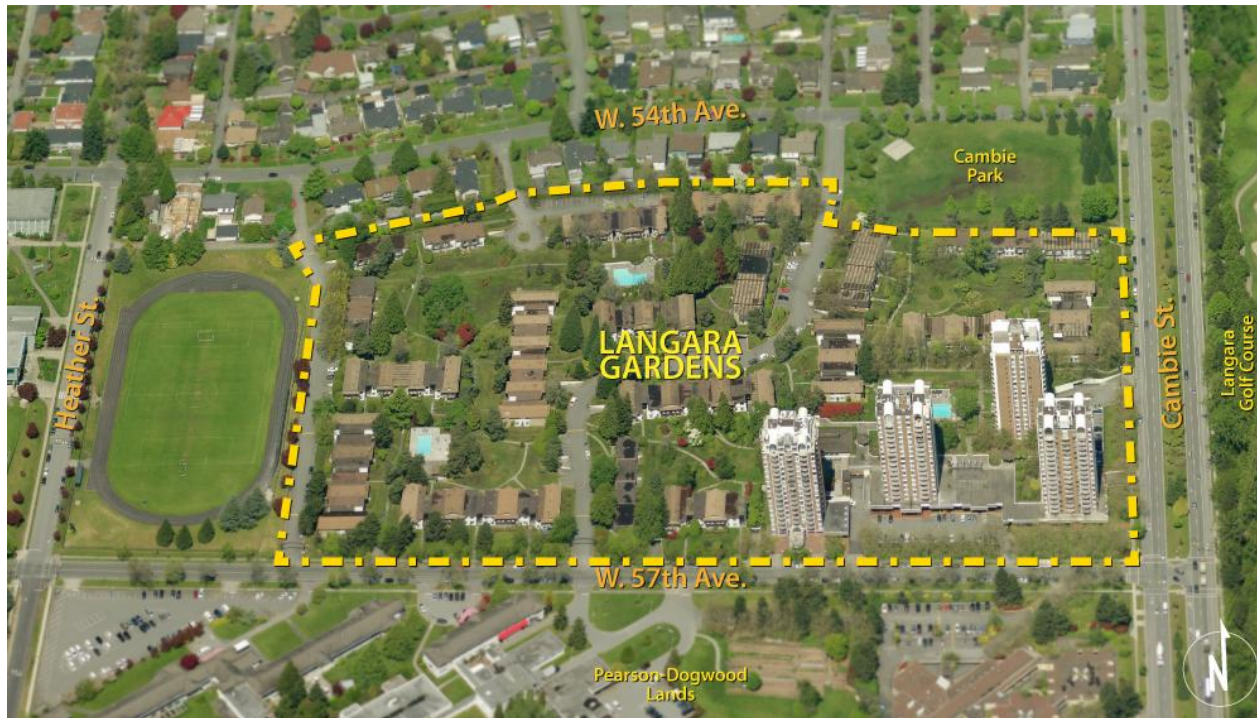 W. 54th Ave.
Cambie
Park
Heather St.
LANGARA
GARDENS
Cambie St.
Langara
Golf Course
W. 57th Ave.
Pearson-Dogwood
Lands
N